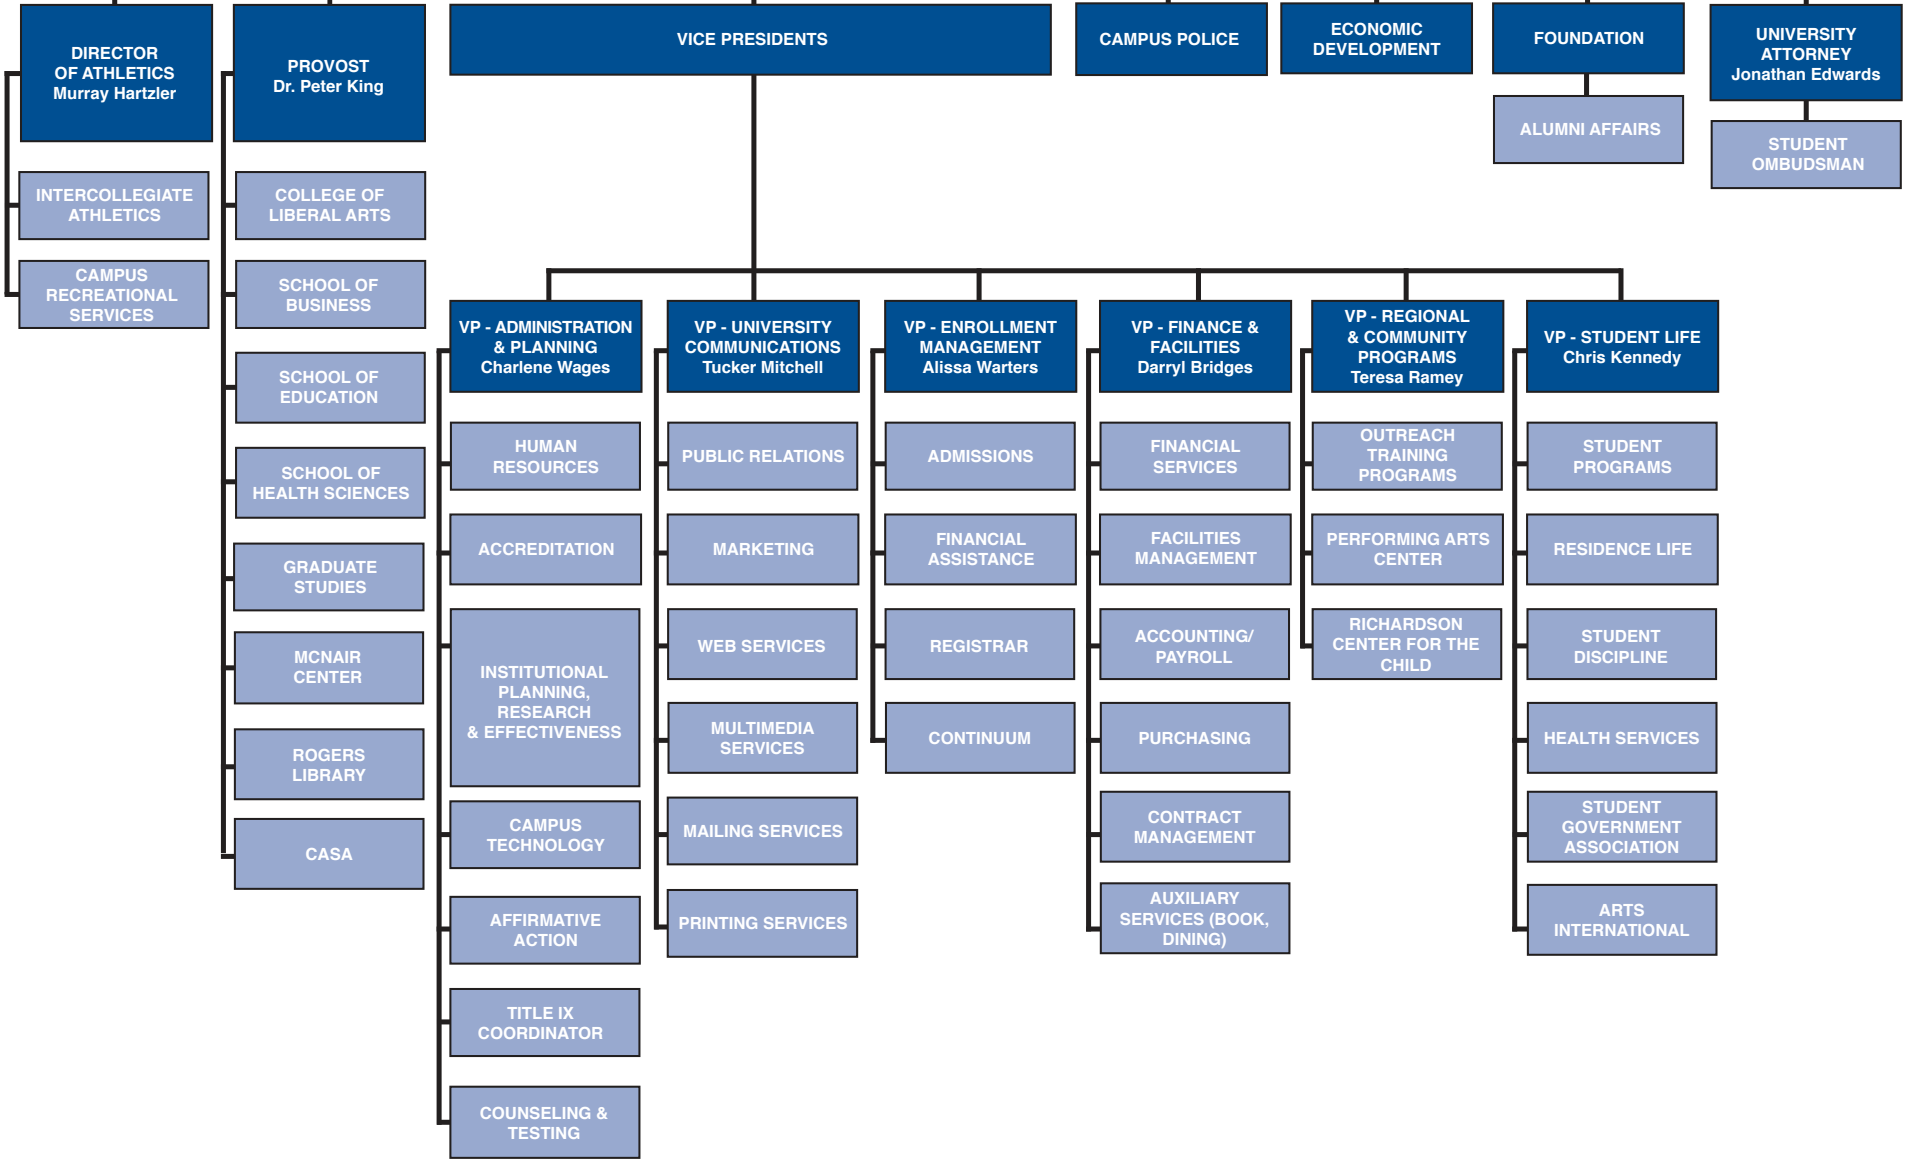 DIRECTOR
OF ATHLETICS
Murray Hartzler
INTERCOLLEGIATE
ATHLETICS
CAMPUS
RECREATIONAL
SERVICES
PROVOST
Dr. Peter King
COLLEGE OF
LIBERAL ARTS
SCHOOL OF
BUSINESS
SCHOOL OF
EDUCATION
SCHOOL OF
HEALTH SCIENCES
GRADUATE
STUDIES
MCNAIR
CENTER
ROGERS
LIBRARY
CASA
VICE PRESIDENTS
VP - ADMINISTRATION
& PLANNING
Charlene Wages
HUMAN
RESOURCES
ACCREDITATION
INSTITUTIONAL
PLANNING,
RESEARCH
& EFFECTIVENESS
CAMPUS
TECHNOLOGY
AFFIRMATIVE
ACTION
TITLE IX
COORDINATOR
COUNSELING &
TESTING
VP - UNIVERSITY
COMMUNICATIONS
Tucker Mitchell
PUBLIC RELATIONS
MARKETING
WEB SERVICES
MULTIMEDIA
SERVICES
MAILING SERVICES
PRINTING SERVICES
VP - ENROLLMENT
MANAGEMENT
Alissa Warters
ADMISSIONS
FINANCIAL
ASSISTANCE
REGISTRAR
CONTINUUM
VP - FINANCE &
FACILITIES
Darryl Bridges
FINANCIAL
SERVICES
FACILITIES
MANAGEMENT
ACCOUNTING/
PAYROLL
PURCHASING
CONTRACT
MANAGEMENT
AUXILIARY
SERVICES (BOOK,
DINING)
VP - REGIONAL
& COMMUNITY
PROGRAMS
Teresa Ramey
OUTREACH
TRAINING
PROGRAMS
PERFORMING ARTS
CENTER
RICHARDSON
CENTER FOR THE
CHILD
VP - STUDENT LIFE
Chris Kennedy
STUDENT
PROGRAMS
RESIDENCE LIFE
STUDENT
DISCIPLINE
HEALTH SERVICES
STUDENT
GOVERNMENT
ASSOCIATION
ARTS
INTERNATIONAL
CAMPUS POLICE
ECONOMIC
DEVELOPMENT
FOUNDATION
ALUMNI AFFAIRS
UNIVERSITY
ATTORNEY
Jonathan Edwards
STUDENT
OMBUDSMAN